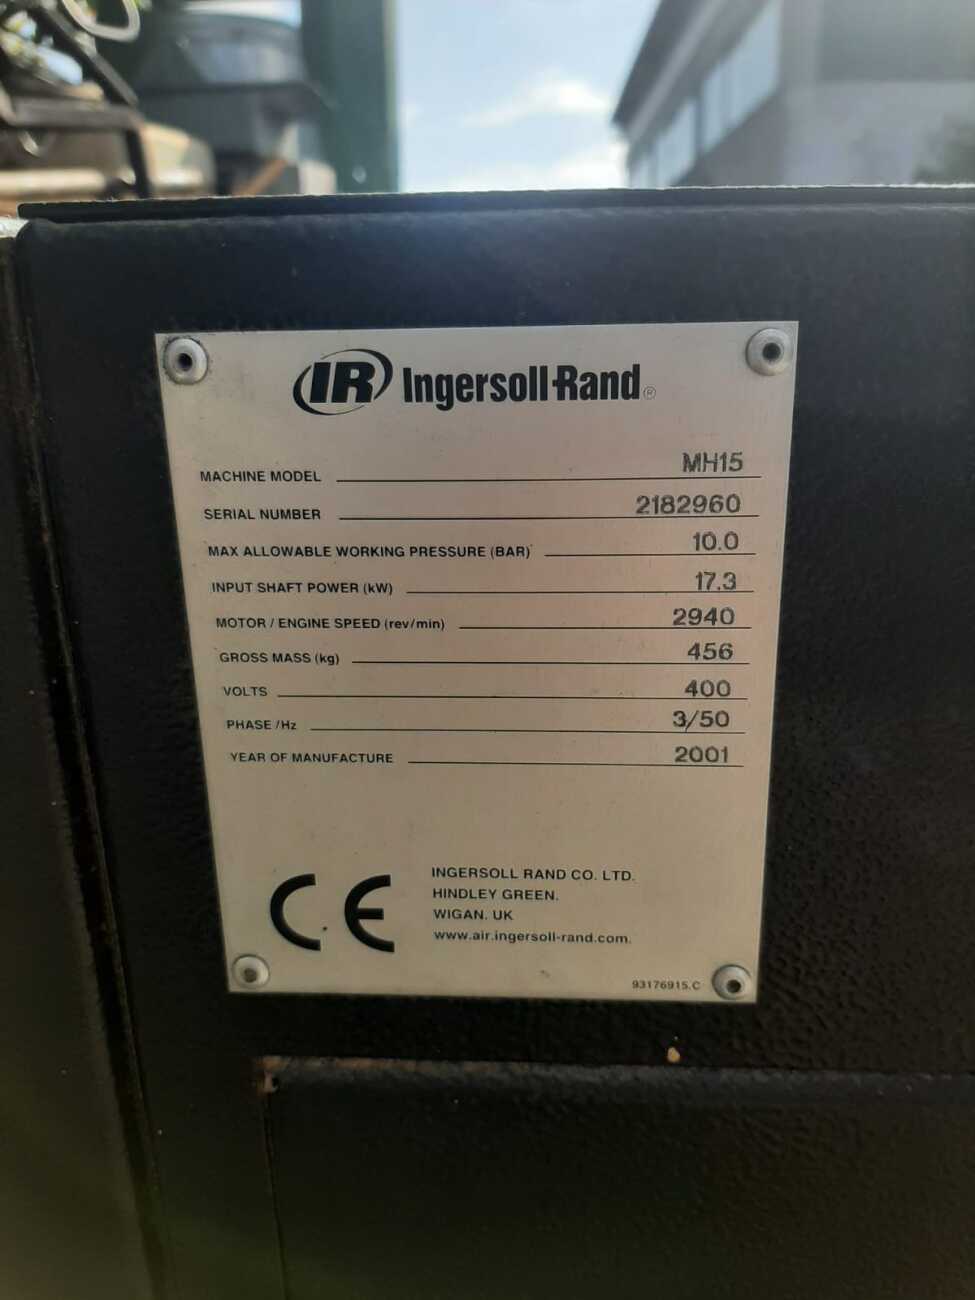 IR Ingersoll-Rand®
MACHINE MODEL MH15
SERIAL NUMBER 2182960
MAX ALLOWABLE WORKING PRESSURE (BAR) 10.0
INPUT SHAFT POWER (kW) 17.3
MOTOR / ENGINE SPEED (rev/min) 2940
GROSS MASS (kg) 456
VOLTS 400
PHASE /Hz 3/50
YEAR OF MANUFACTURE 2001
CE
INGERSOLL RAND CO. LTD.
HINDLEY GREEN.
WIGAN. UK
www.air.ingersoll-rand.com.
93176915.C